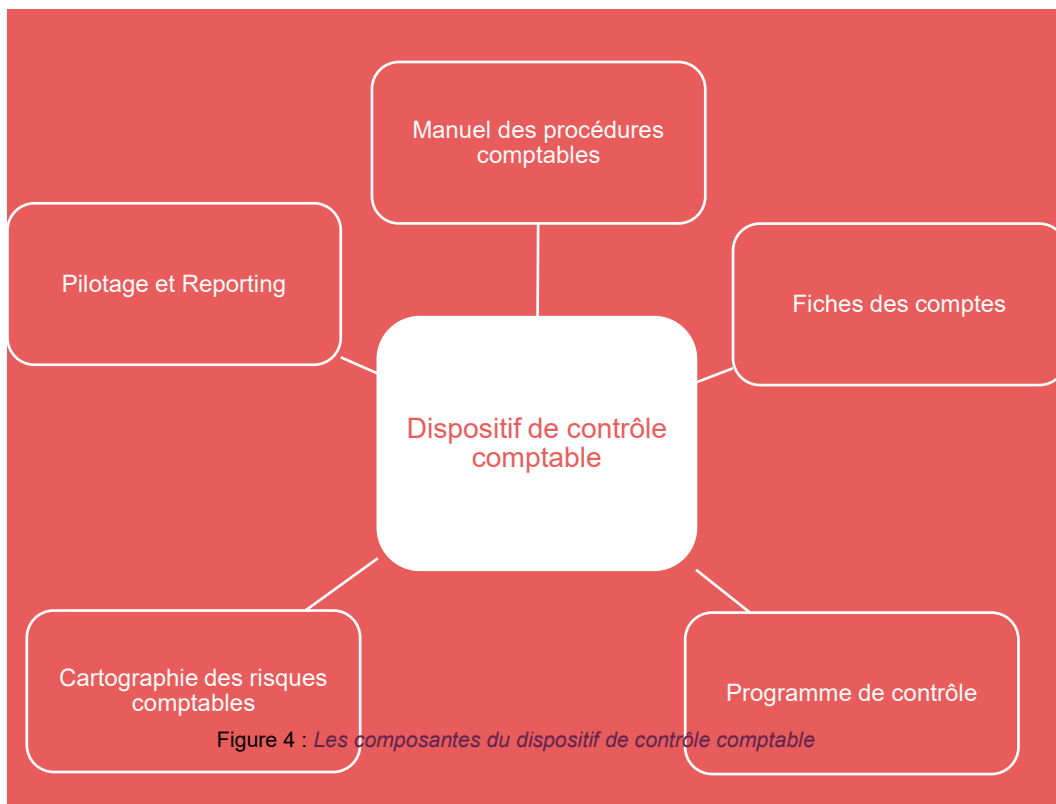 Manuel des procédures
comptables
Pilotage et Reporting
Fiches des comptes
Dispositif de contrôle
comptable
Cartographie des risques
comptables
Programme de contrôle
Figure 4 : Les composantes du dispositif de contrôle comptable